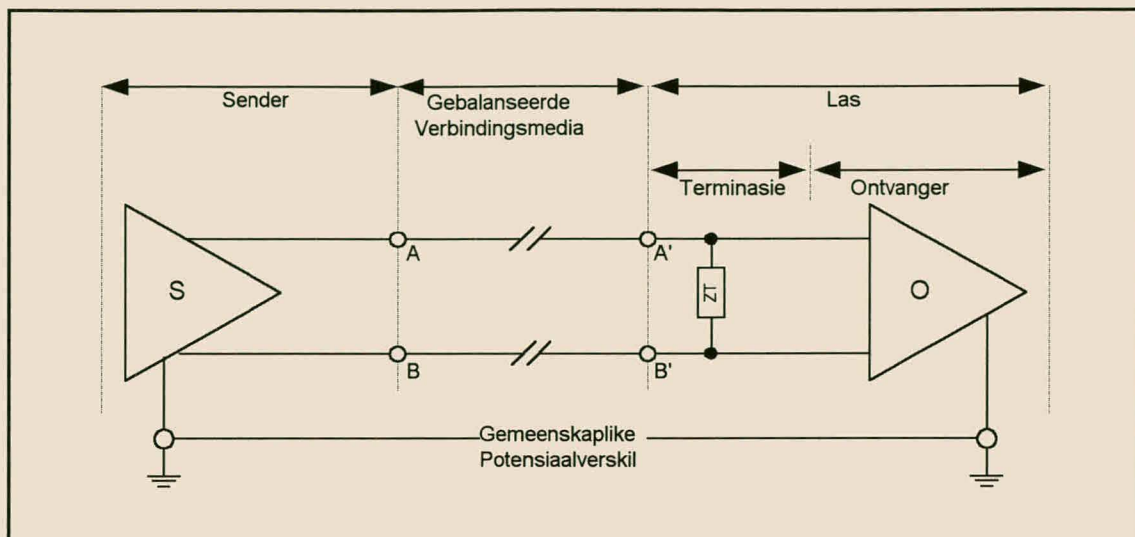 Sender
Gebalanseerde
Verbindingsmedia
Las
Terminasie
Ontvanger
A
A'
S
ZT
O
B
B'
Gemeenskaplike
Potensiaalverskil